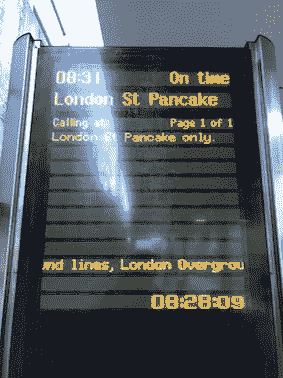 08:31 On time
London St Pancake
Calling at: Page 1 of 1
London St Pancake only.
und lines, London Overgrou
08:28:09